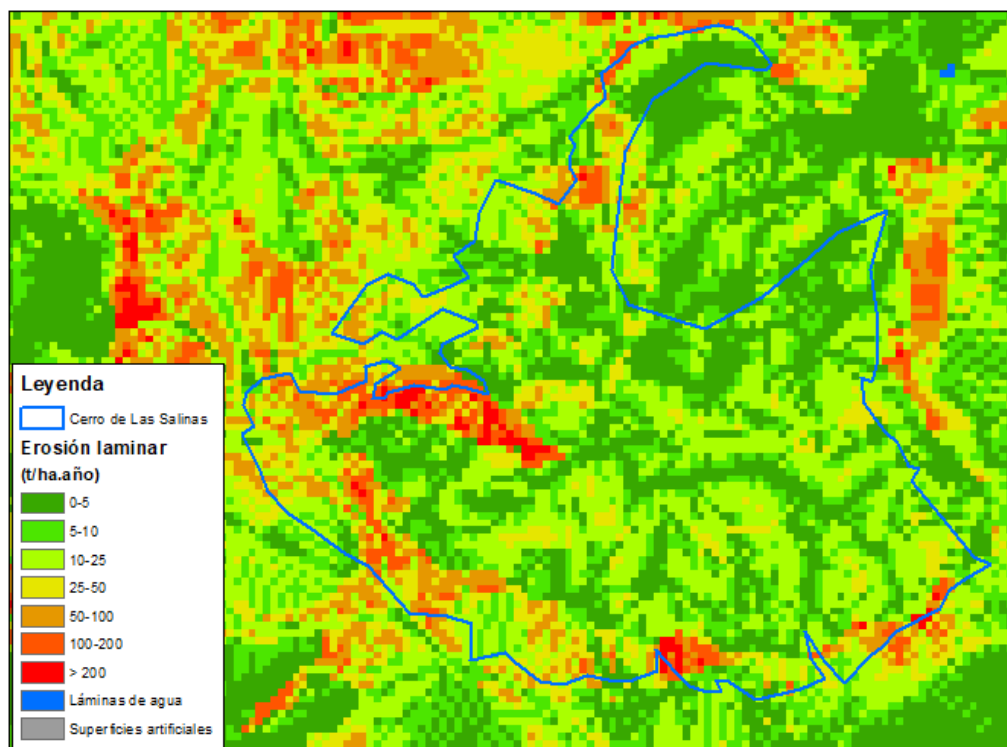 Leyenda
Cerro de Las Salinas
Erosión laminar
(t/ha.año)
0-5
5-10
10-25
25-50
50-100
100-200
> 200
Láminas de agua
Superficies artificiales